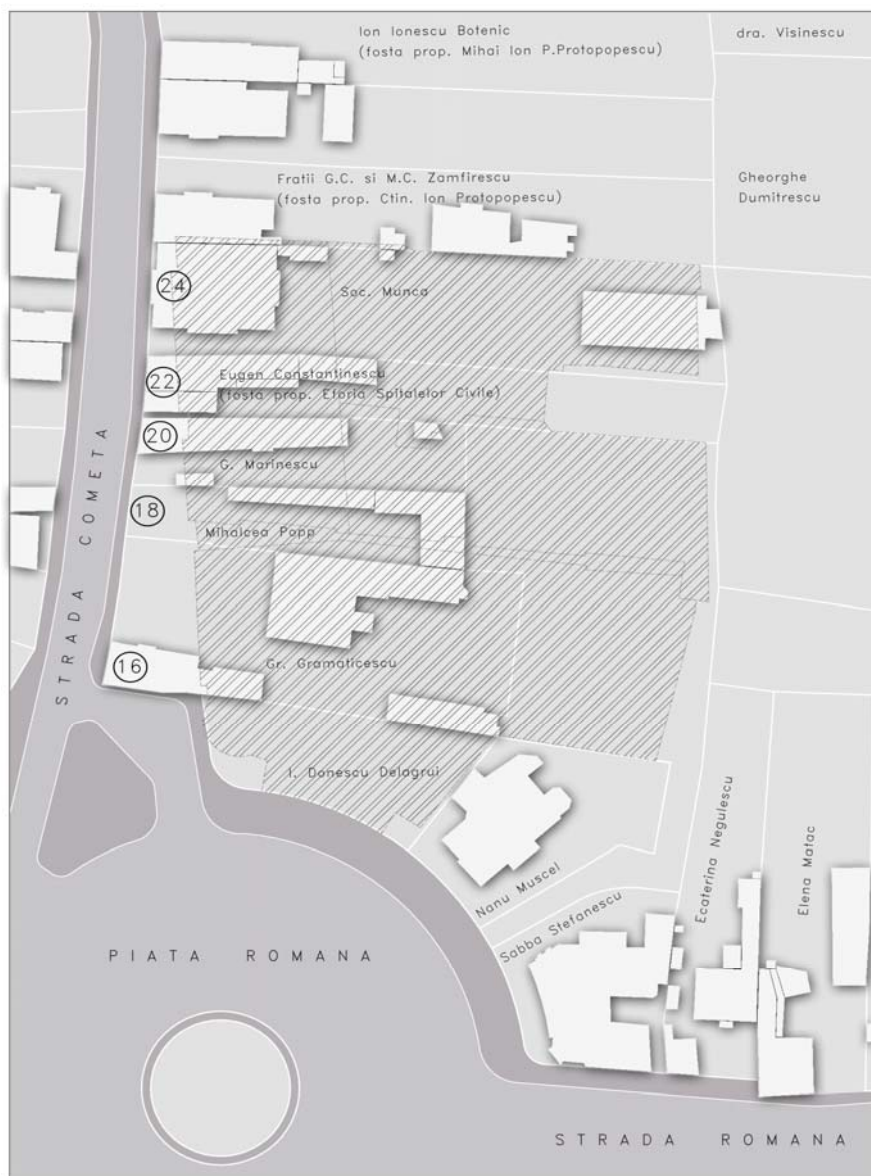 Ion Ionescu Botenic
(fosta prop. Mihai Ion P.Protopopescu)
dra. Visinescu
Fratii G.C. si M.C. Zamfirescu
(fosta prop. Ctin. Ion Protopopescu)
Gheorghe
Dumitrescu
24
Soc. Munca
22
Eugen Constantinescu
(fosta prop. Eforia Spitalelor Civile)
20
G. Marinescu
18
Mihalcea Popp
STRADA COMETA
16
Gr. Gramaticescu
I. Donescu Delagrui
Nanu Muscel
Sabba Stefanescu
Ecaterina Negulescu
Elena Matac
PIATA ROMANA
STRADA ROMANA